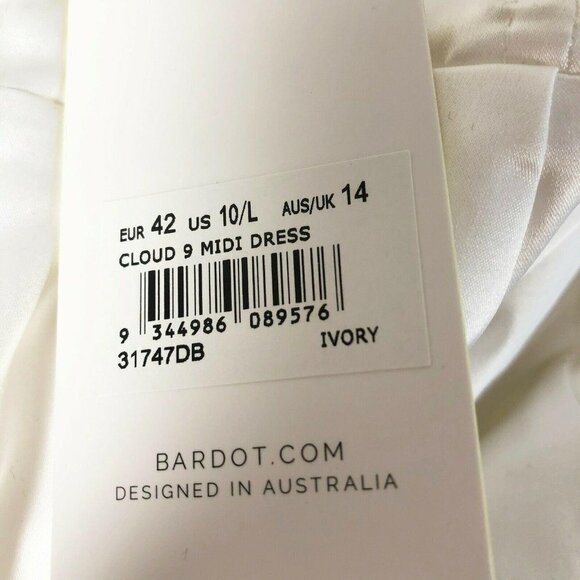 EUR 42 US 10/L AUS/UK 14
CLOUD 9 MIDI DRESS
9 344986 089576
31747DB IVORY
BARDOT.COM
DESIGNED IN AUSTRALIA